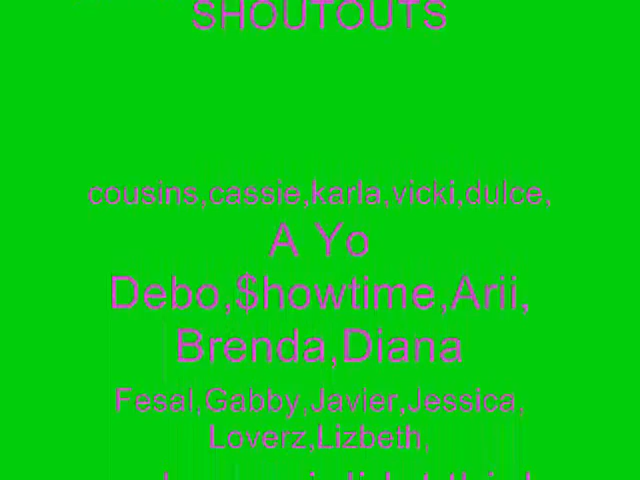 SHOUTOUTS
cousins,cassie,karla,vicki,dulce,
A Yo
Debo,$howtime,Arii,
Brenda,Diana
Fesal,Gabby,Javier,Jessica,
Loverz,Lizbeth,